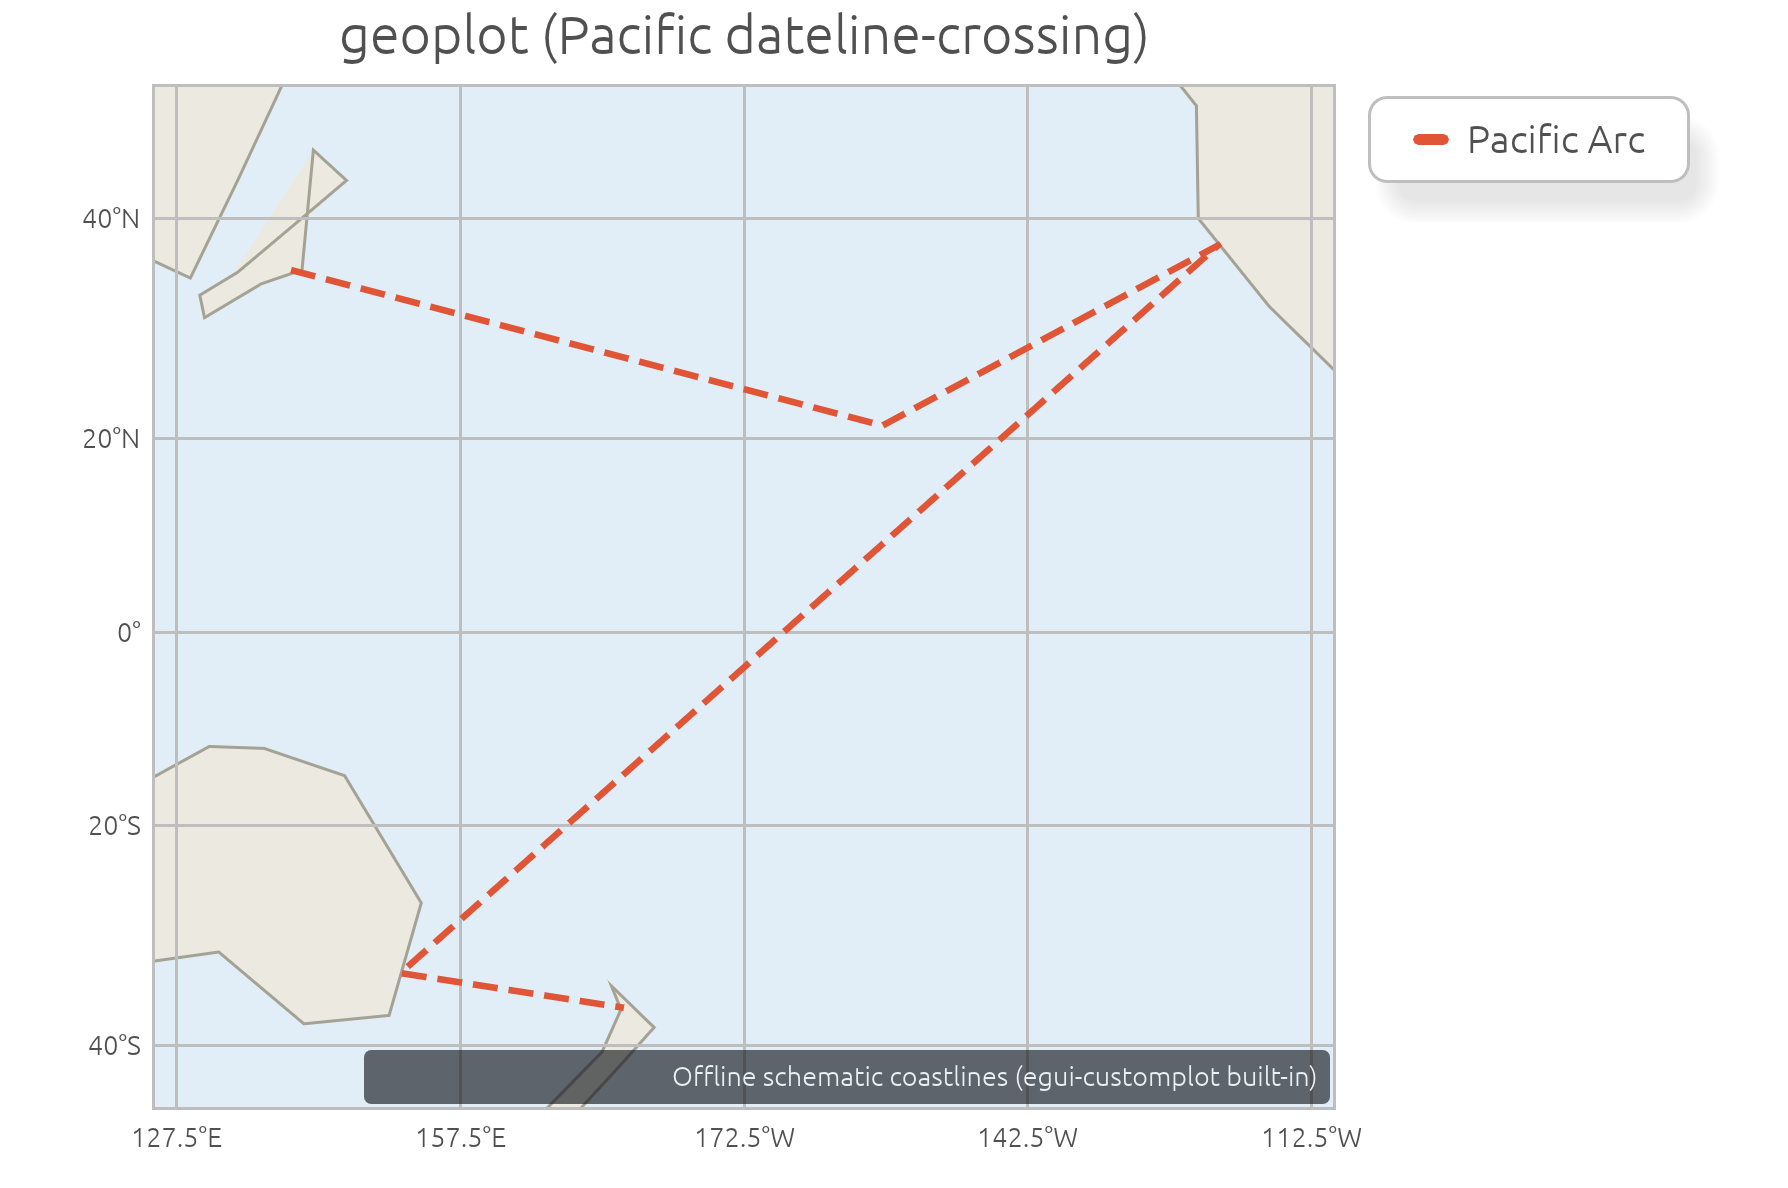 geoplot (Pacific dateline-crossing)
Pacific Arc
40°N
20°N
0°
20°S
40°S
Offline schematic coastlines (egui-customplot built-in)
127.5°E
157.5°E
172.5°W
142.5°W
112.5°W